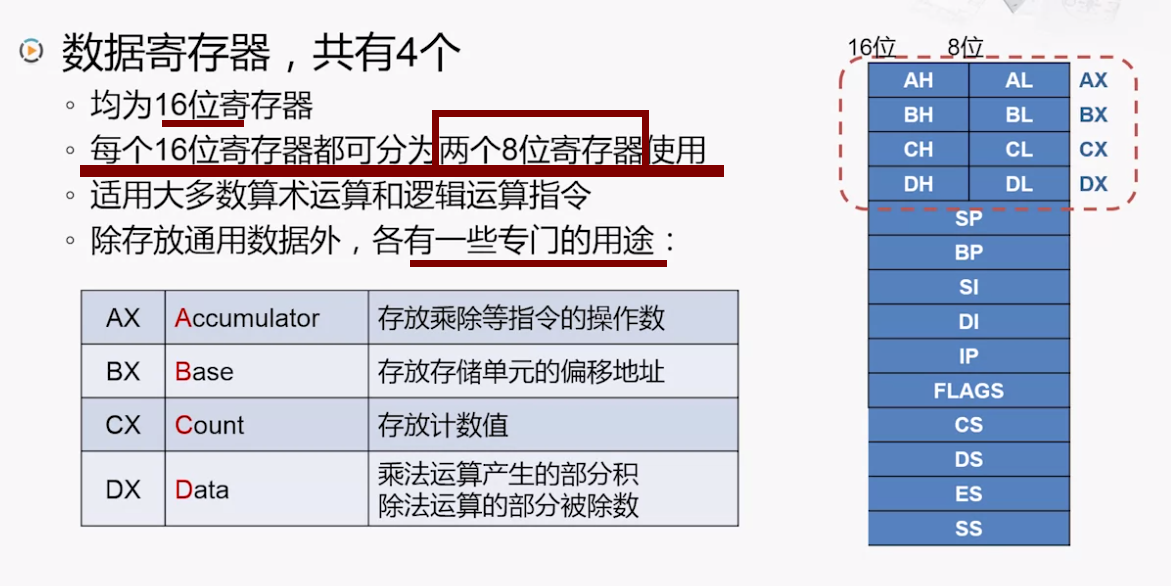 数据寄存器，共有4个
均为16位寄存器
每个16位寄存器都可分为两个8位寄存器使用
适用大多数算术运算和逻辑运算指令
除存放通用数据外，各有一些专门的用途：
AX Accumulator 存放乘除等指令的操作数
BX Base 存放存储单元的偏移地址
CX Count 存放计数值
DX Data 乘法运算产生的部分积
除法运算的部分被除数
16位 8位
AH AL AX
BH BL BX
CH CL CX
DH DL DX
SP
BP
SI
DI
IP
FLAGS
CS
DS
ES
SS